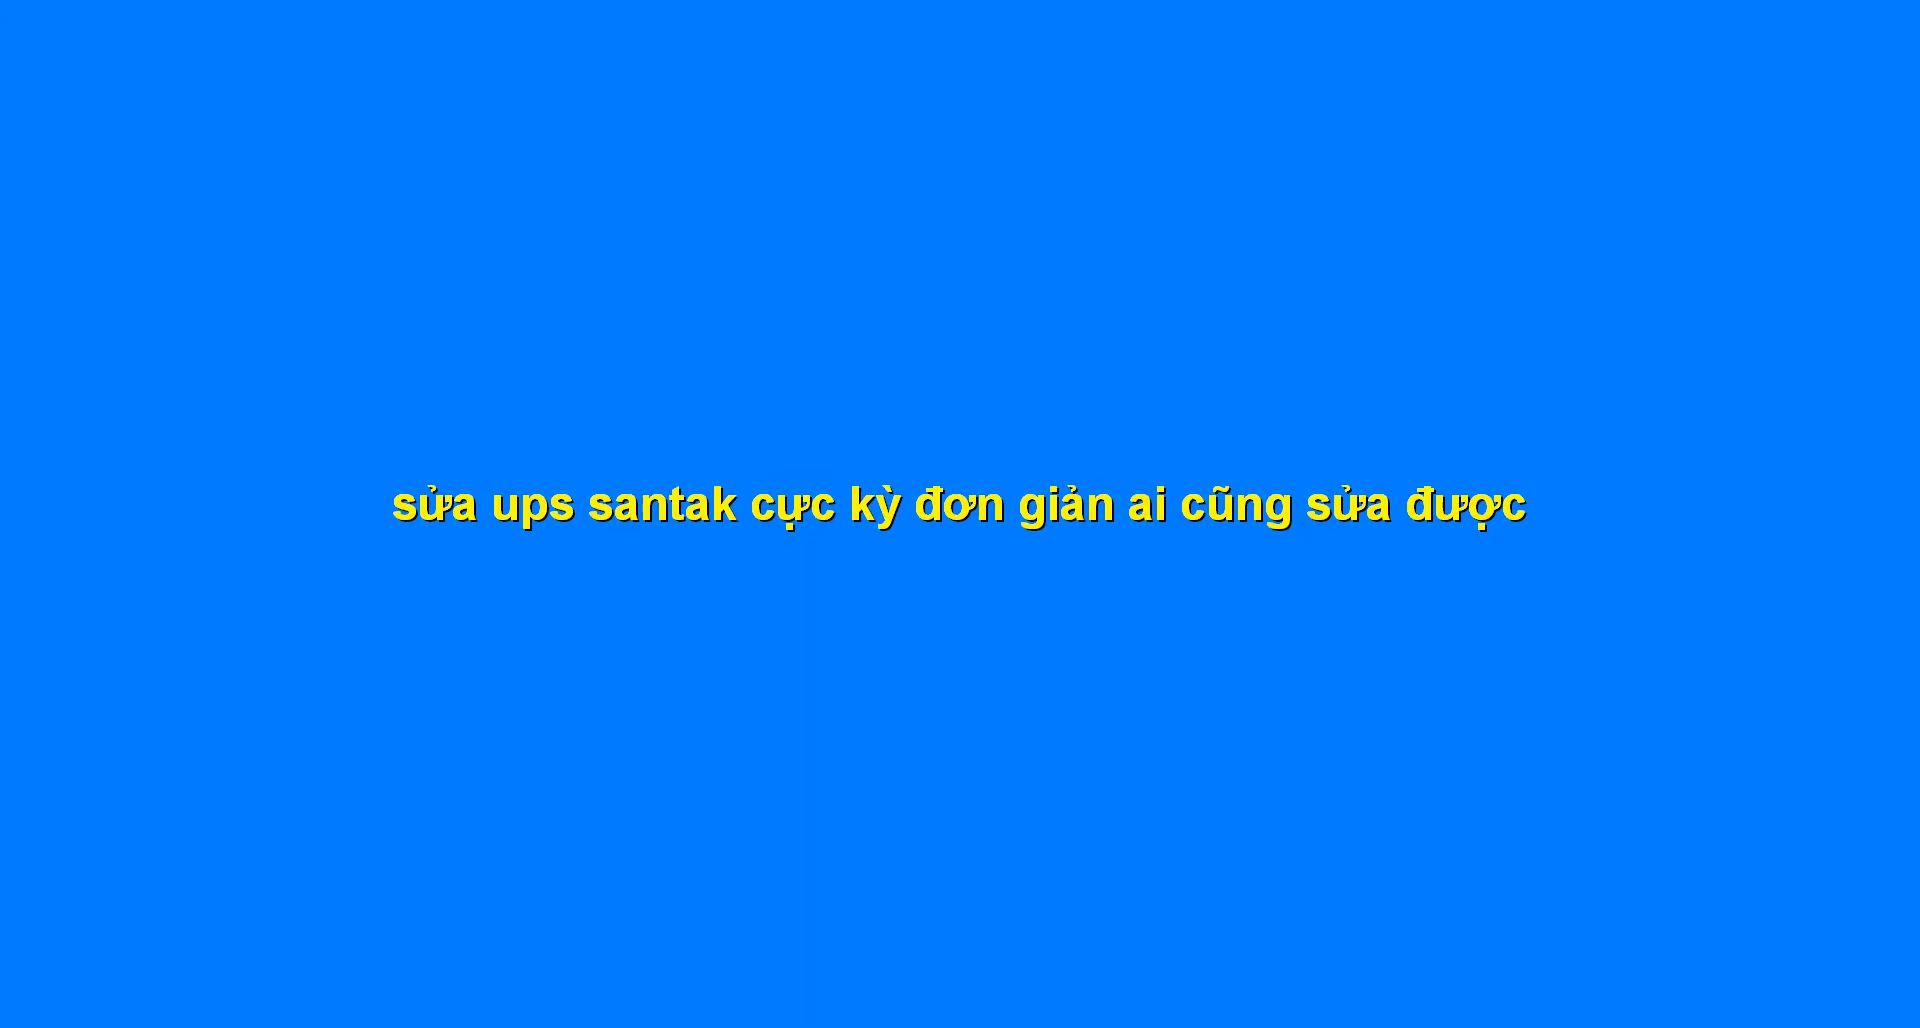 sửa ups santak cực kỳ đơn giản ai cũng sửa được